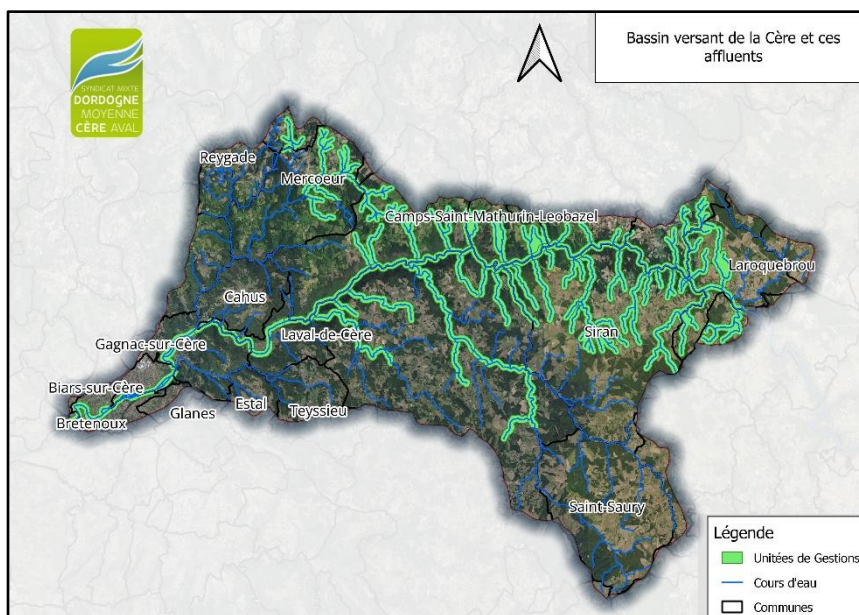 Bassin versant de la Cère et ces
affluents
SYNDICAT MIXTE
DORDOGNE
MOYENNE
CÈRE AVAL
Reygade
Mercoeur
Camps-Saint-Mathurin-Leobazel
Laroquebrou
Cahus
Siran
Laval-de-Cère
Gagnac-sur-Cère
Biars-sur-Cère
Bretenoux
Glanes
Estal
Teyssieu
Saint-Saury
Légende
Unitées de Gestions
Cours d'eau
Communes